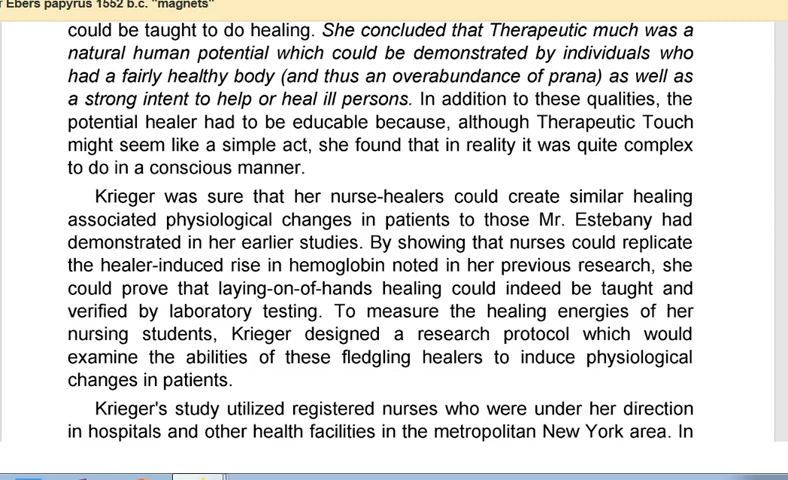 Ebers papyrus 1552 b.c. "magnets"
could be taught to do healing. She concluded that Therapeutic much was a
natural human potential which could be demonstrated by individuals who
had a fairly healthy body (and thus an overabundance of prana) as well as
a strong intent to help or heal ill persons. In addition to these qualities, the
potential healer had to be educable because, although Therapeutic Touch
might seem like a simple act, she found that in reality it was quite complex
to do in a conscious manner.
Krieger was sure that her nurse-healers could create similar healing
associated physiological changes in patients to those Mr. Estebany had
demonstrated in her earlier studies. By showing that nurses could replicate
the healer-induced rise in hemoglobin noted in her previous research, she
could prove that laying-on-of-hands healing could indeed be taught and
verified by laboratory testing. To measure the healing energies of her
nursing students, Krieger designed a research protocol which would
examine the abilities of these fledgling healers to induce physiological
changes in patients.
Krieger's study utilized registered nurses who were under her direction
in hospitals and other health facilities in the metropolitan New York area. In